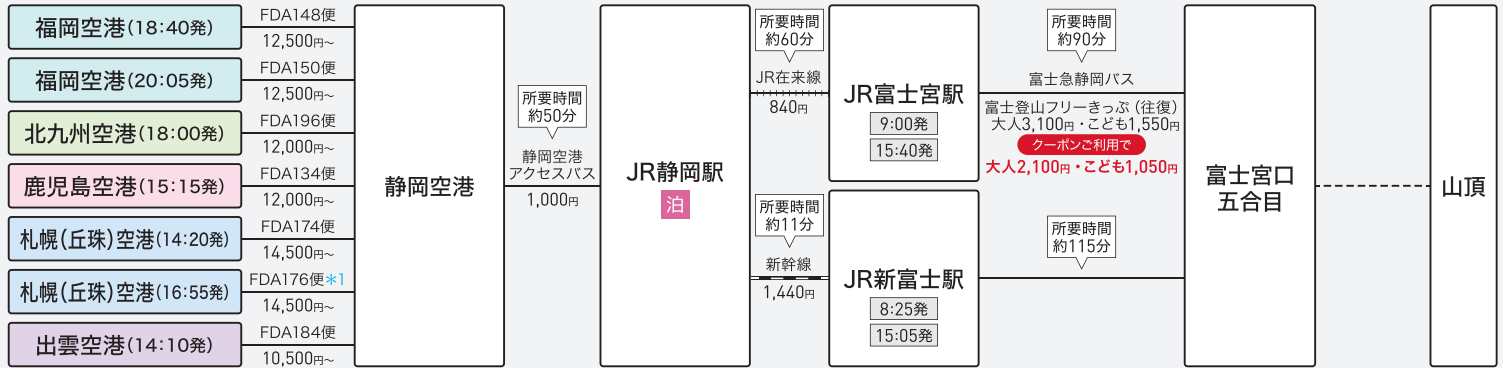 福岡空港(18:40発)
FDA148便
12,500円～
福岡空港(20:05発)
FDA150便
12,500円～
北九州空港(18:00発)
FDA196便
12,000円～
鹿児島空港(15:15発)
FDA134便
12,000円～
札幌(丘珠)空港(14:20発)
FDA174便
14,500円～
札幌(丘珠)空港(16:55発)
FDA176便＊1
14,500円～
出雲空港(14:10発)
FDA184便
10,500円～
静岡空港
所要時間
約50分
静岡空港
アクセスバス
1,000円
JR静岡駅
泊
所要時間
約60分
JR在来線
840円
所要時間
約11分
新幹線
1,440円
JR富士宮駅
9:00発
15:40発
JR新富士駅
8:25発
15:05発
所要時間
約90分
富士急静岡バス
富士登山フリーきっぷ（往復）
大人3,100円・こども1,550円
クーポンご利用で
大人2,100円・こども1,050円
所要時間
約115分
富士宮口
五合目
山頂